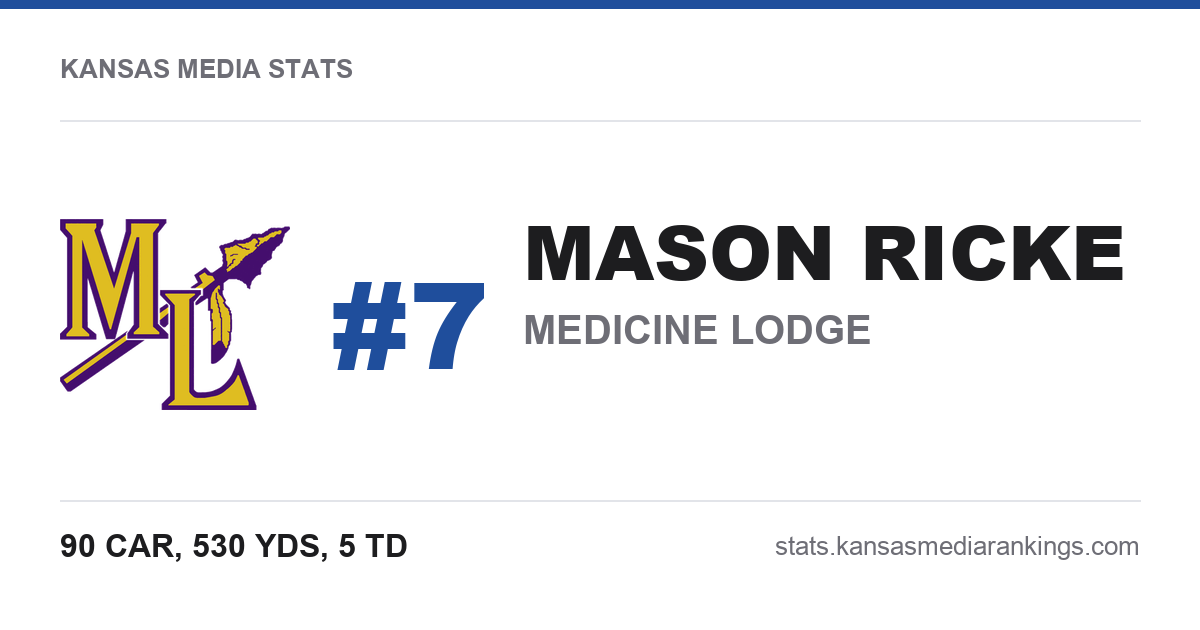 KANSAS MEDIA STATS
ML
#7
MASON RICKE
MEDICINE LODGE
90 CAR, 530 YDS, 5 TD
stats.kansasmediarankings.com